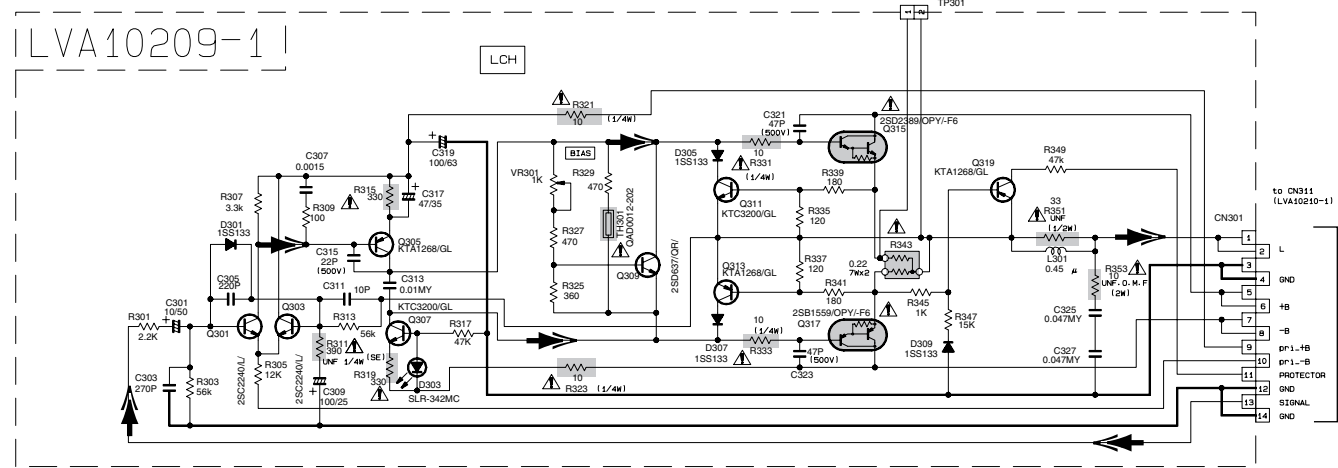 TP301
1 2
LVA10209-1
LCH
R321
10 (1/4W)
C321
47P
(500V)
2SD2389/OPY/-F6
Q315
C319
100/63
C307
0.0015
BIAS
D305
1SS133
10
R331
(1/4W)
Q319
KTA1268/GL
R349
47k
VR301
1K
R329
470
R339
180
R307
3.3k
R309
100
R315
330
C317
47/35
TH301
QAD0012-202
Q311
KTC3200/GL
R335
120
33
R351
UNF
(1/2W)
to CN311
(LVA10210-1)
CN301
D301
1SS133
R327
470
C315
22P
(500V)
Q305
KTA1268/GL
R343
0.22
7Wx2
L301
0.45 μ
1
2 L
3
4 GND
5
6 +B
7
8 -B
9 pri.+B
10 pri.-B
11 PROTECTOR
12 GND
13 SIGNAL
14 GND
C305
220P
C311 10P
C313
0.01MY
Q309
2SD637/QR/
Q313
KTA1268/GL
R337
120
R325
360
R341
180
R345
1K
R353
10
UNF.O.M.F
(2W)
C301
10/50
R301
2.2K
Q301
Q303
R313
56k
KTC3200/GL
Q307
R317
47K
2SB1559/OPY/-F6
Q317
R347
15K
C325
0.047MY
R311
390
UNF 1/4W (SE)
10
(1/4W)
R333
D307
1SS133
47P
(500V)
C323
D309
1SS133
C327
0.047MY
C303
270P
R303
56k
2SC2240/L/
R305
12K
2SC2240/L/
C309
100/25
R319
330
D303
SLR-342MC
10
R323 (1/4W)